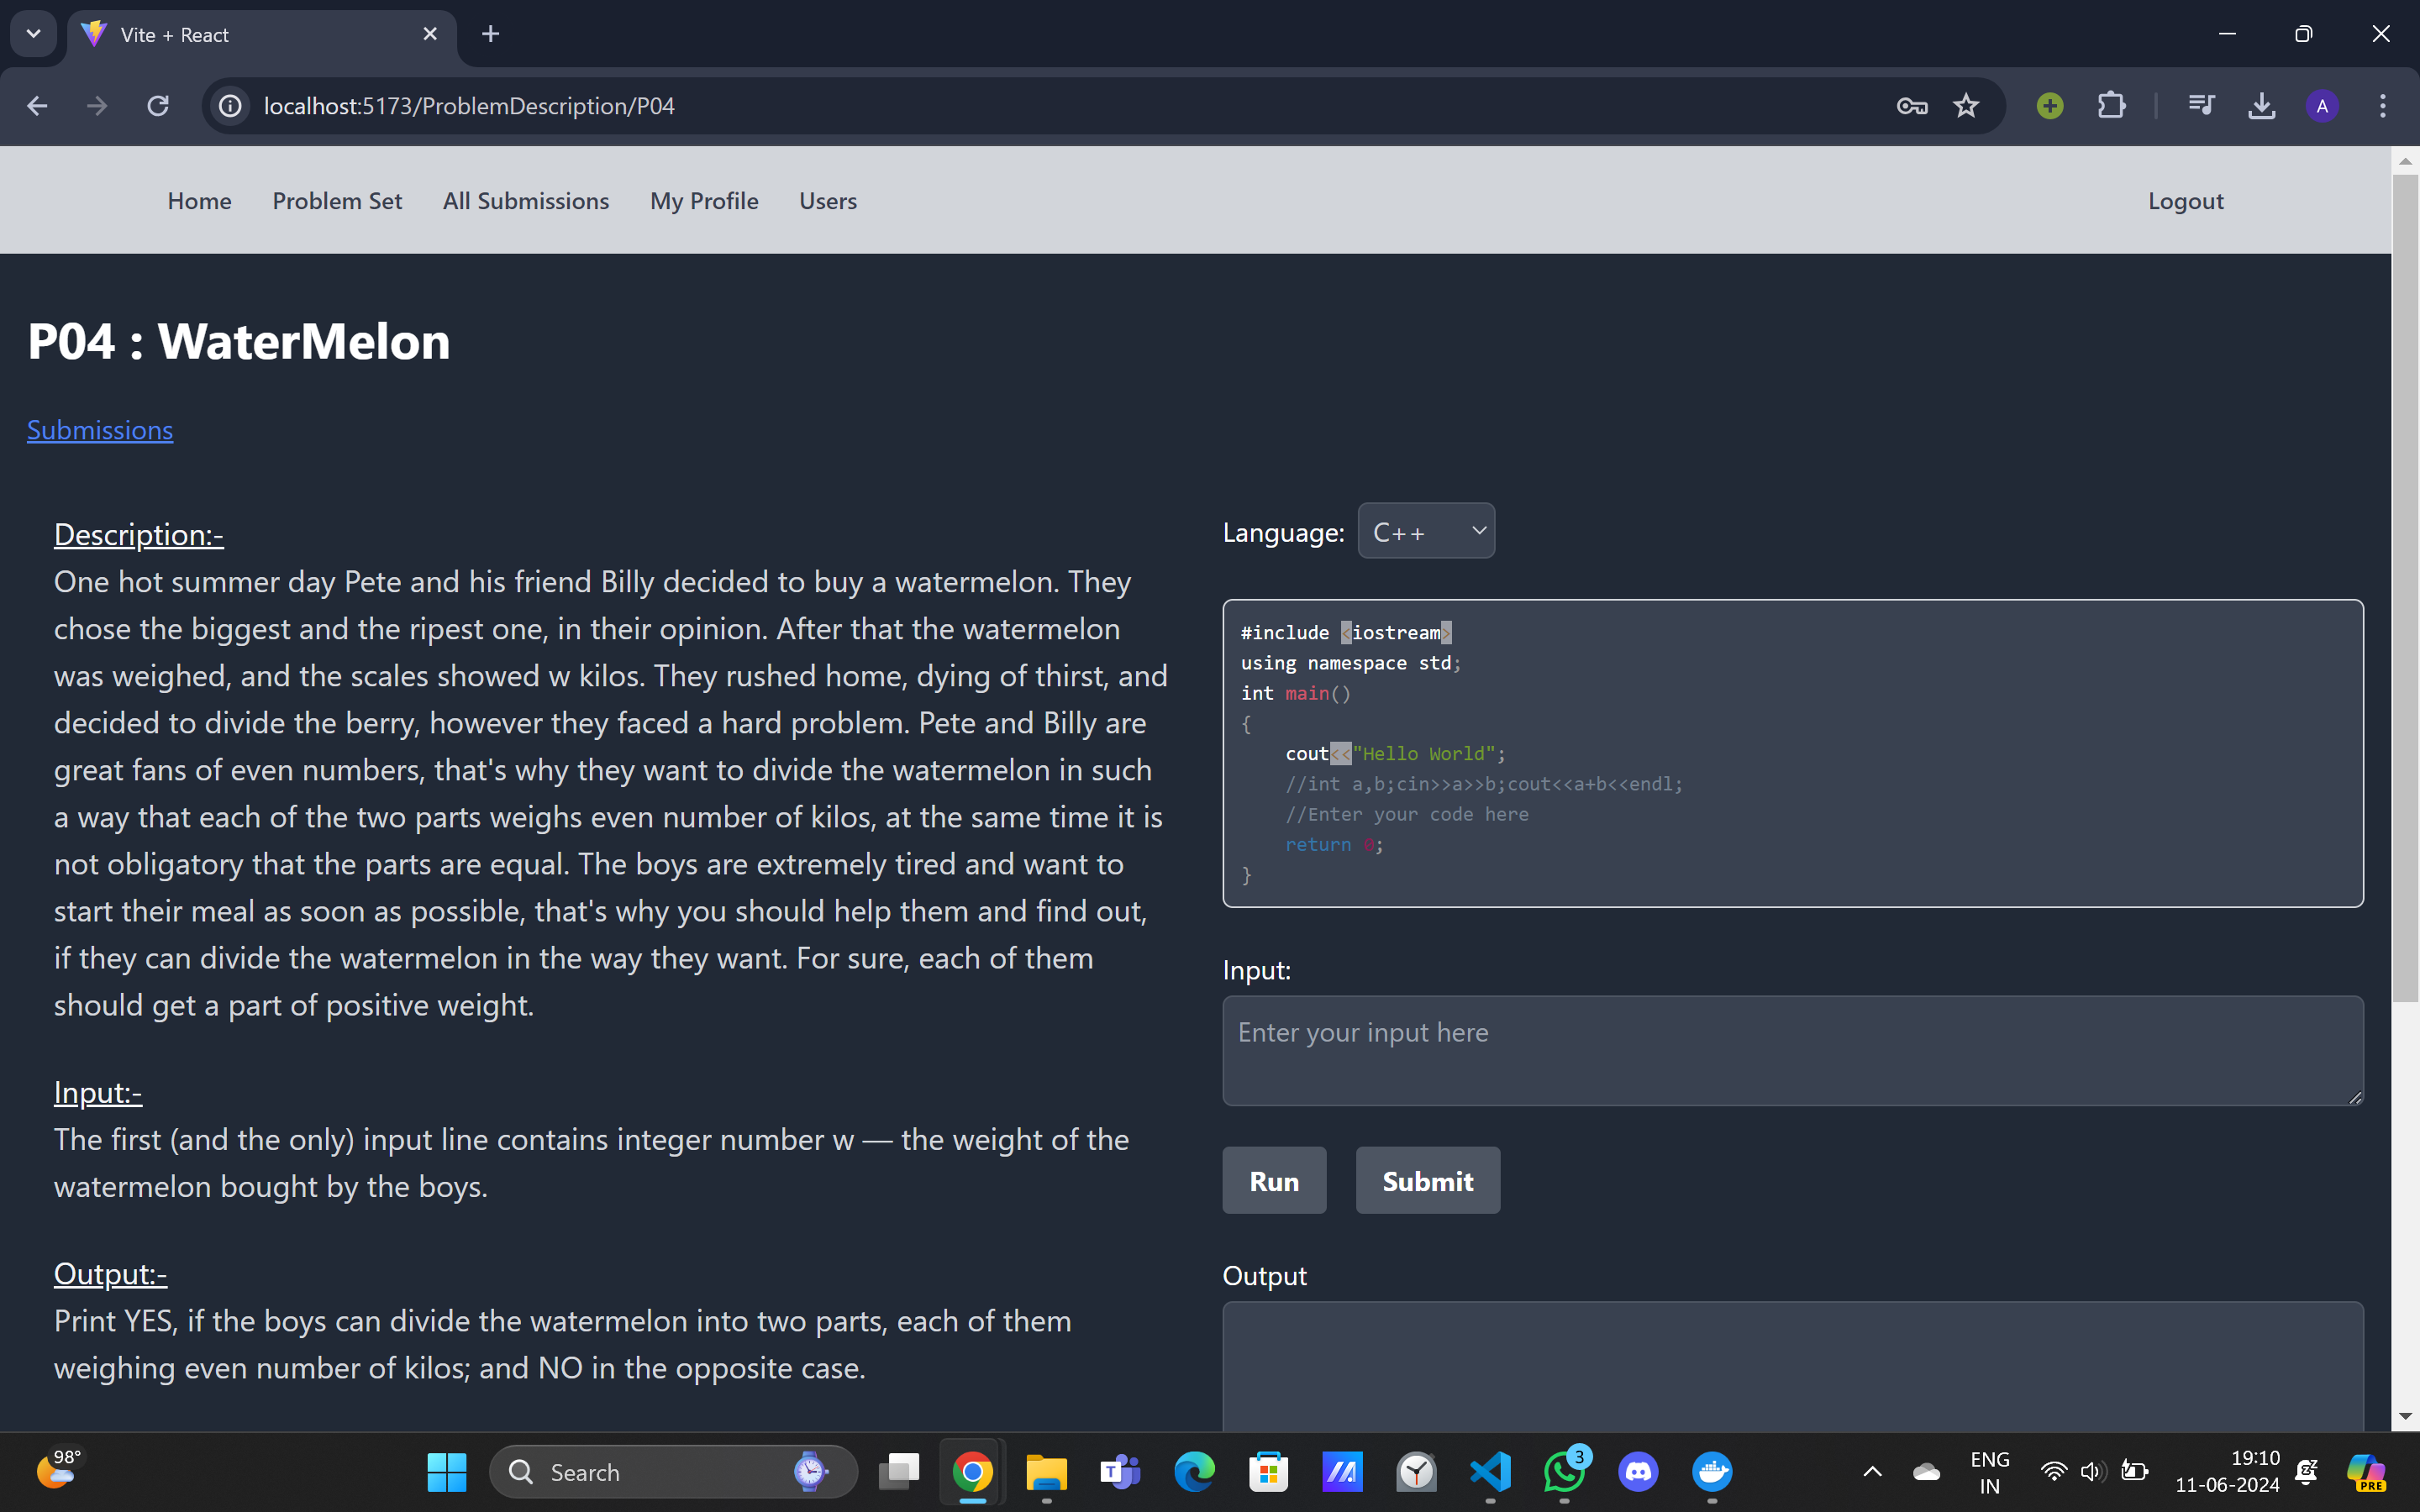 Vite + React
localhost:5173/ProblemDescription/P04
A
Home Problem Set All Submissions My Profile Users Logout
P04 : WaterMelon
Submissions
Description:-
One hot summer day Pete and his friend Billy decided to buy a watermelon. They
chose the biggest and the ripest one, in their opinion. After that the watermelon
was weighed, and the scales showed w kilos. They rushed home, dying of thirst, and
decided to divide the berry, however they faced a hard problem. Pete and Billy are
great fans of even numbers, that's why they want to divide the watermelon in such
a way that each of the two parts weighs even number of kilos, at the same time it is
not obligatory that the parts are equal. The boys are extremely tired and want to
start their meal as soon as possible, that's why you should help them and find out,
if they can divide the watermelon in the way they want. For sure, each of them
should get a part of positive weight.
Input:-
The first (and the only) input line contains integer number w — the weight of the
watermelon bought by the boys.
Output:-
Print YES, if the boys can divide the watermelon into two parts, each of them
weighing even number of kilos; and NO in the opposite case.
Language: C++
#include <iostream>
using namespace std;
int main()
{
    cout<<"Hello World";
    //int a,b;cin>>a>>b;cout<<a+b<<endl;
    //Enter your code here
    return 0;
}
Input:
Enter your input here
Run Submit
Output
98°
Search
T
3
ENG
IN
19:10
11-06-2024
PRE